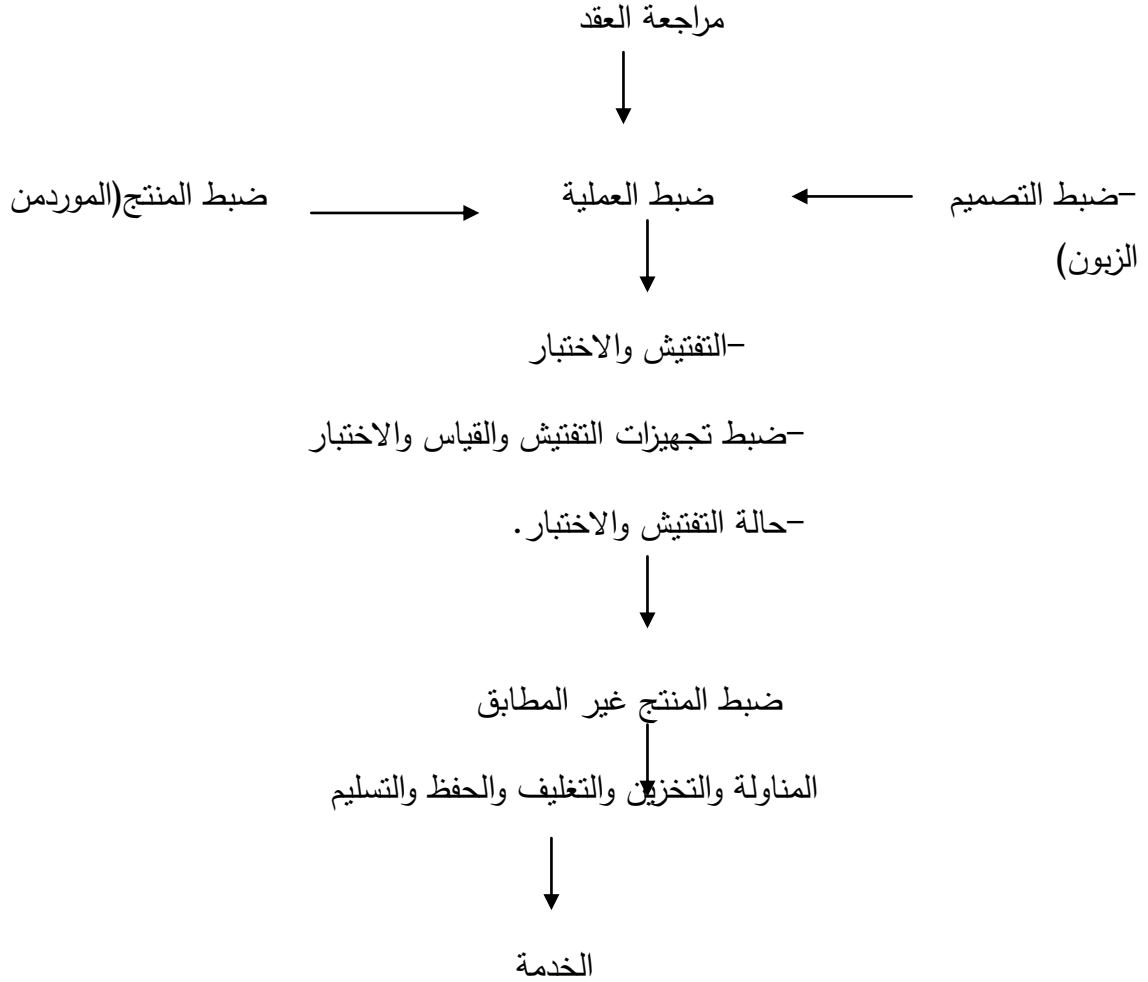 مراجعة العقد
-ضبط التصميم ضبط العملية ضبط المنتج(الموردمن
الزبون)
-التفتيش والاختبار
-ضبط تجهيزات التفتيش والقياس والاختبار
-حالة التفتيش والاختبار.
ضبط المنتج غير المطابق
المناولة والتخزين والتغليف والحفظ والتسليم
الخدمة